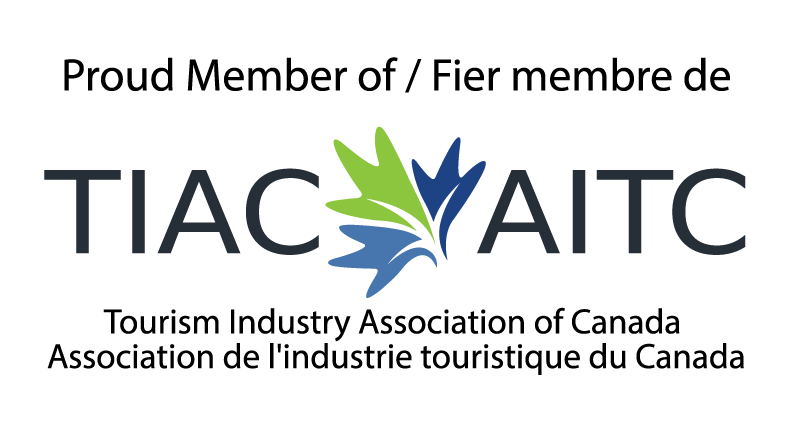 Proud Member of / Fier membre de
TIAC AITC
Tourism Industry Association of Canada
Association de l'industrie touristique du Canada